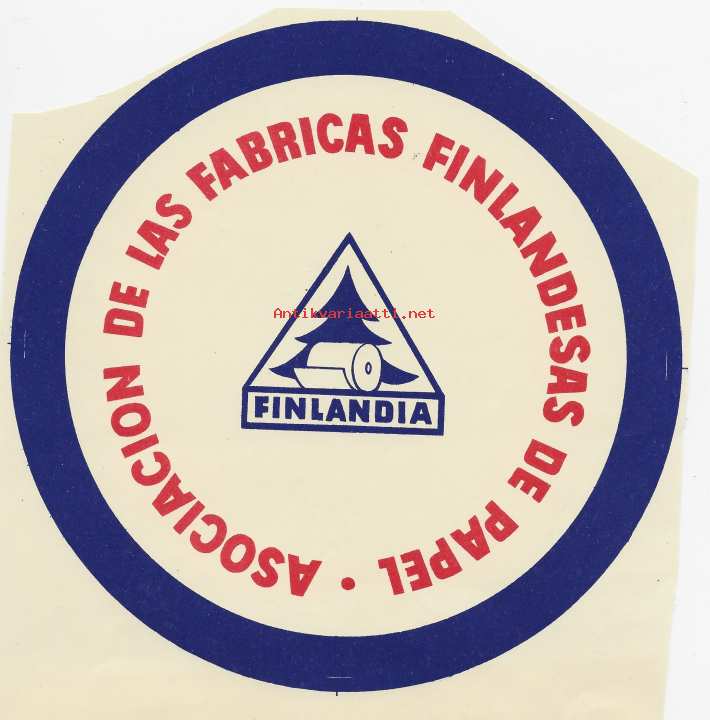 ASOCIACION DE LAS FABRICAS FINLANDESAS DE PAPEL •
Antikvariaatti.net
FINLANDIA